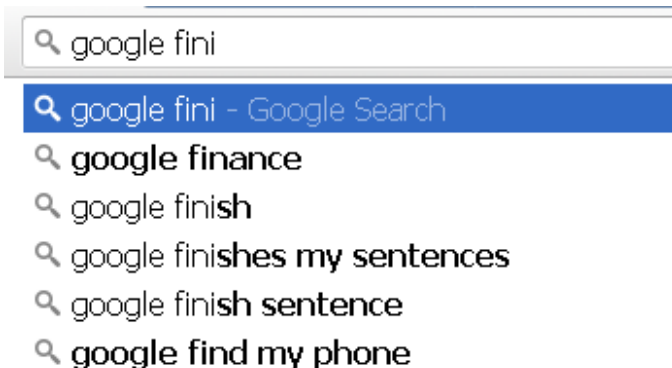 google fini
google fini - Google Search
google finance
google finish
google finishes my sentences
google finish sentence
google find my phone